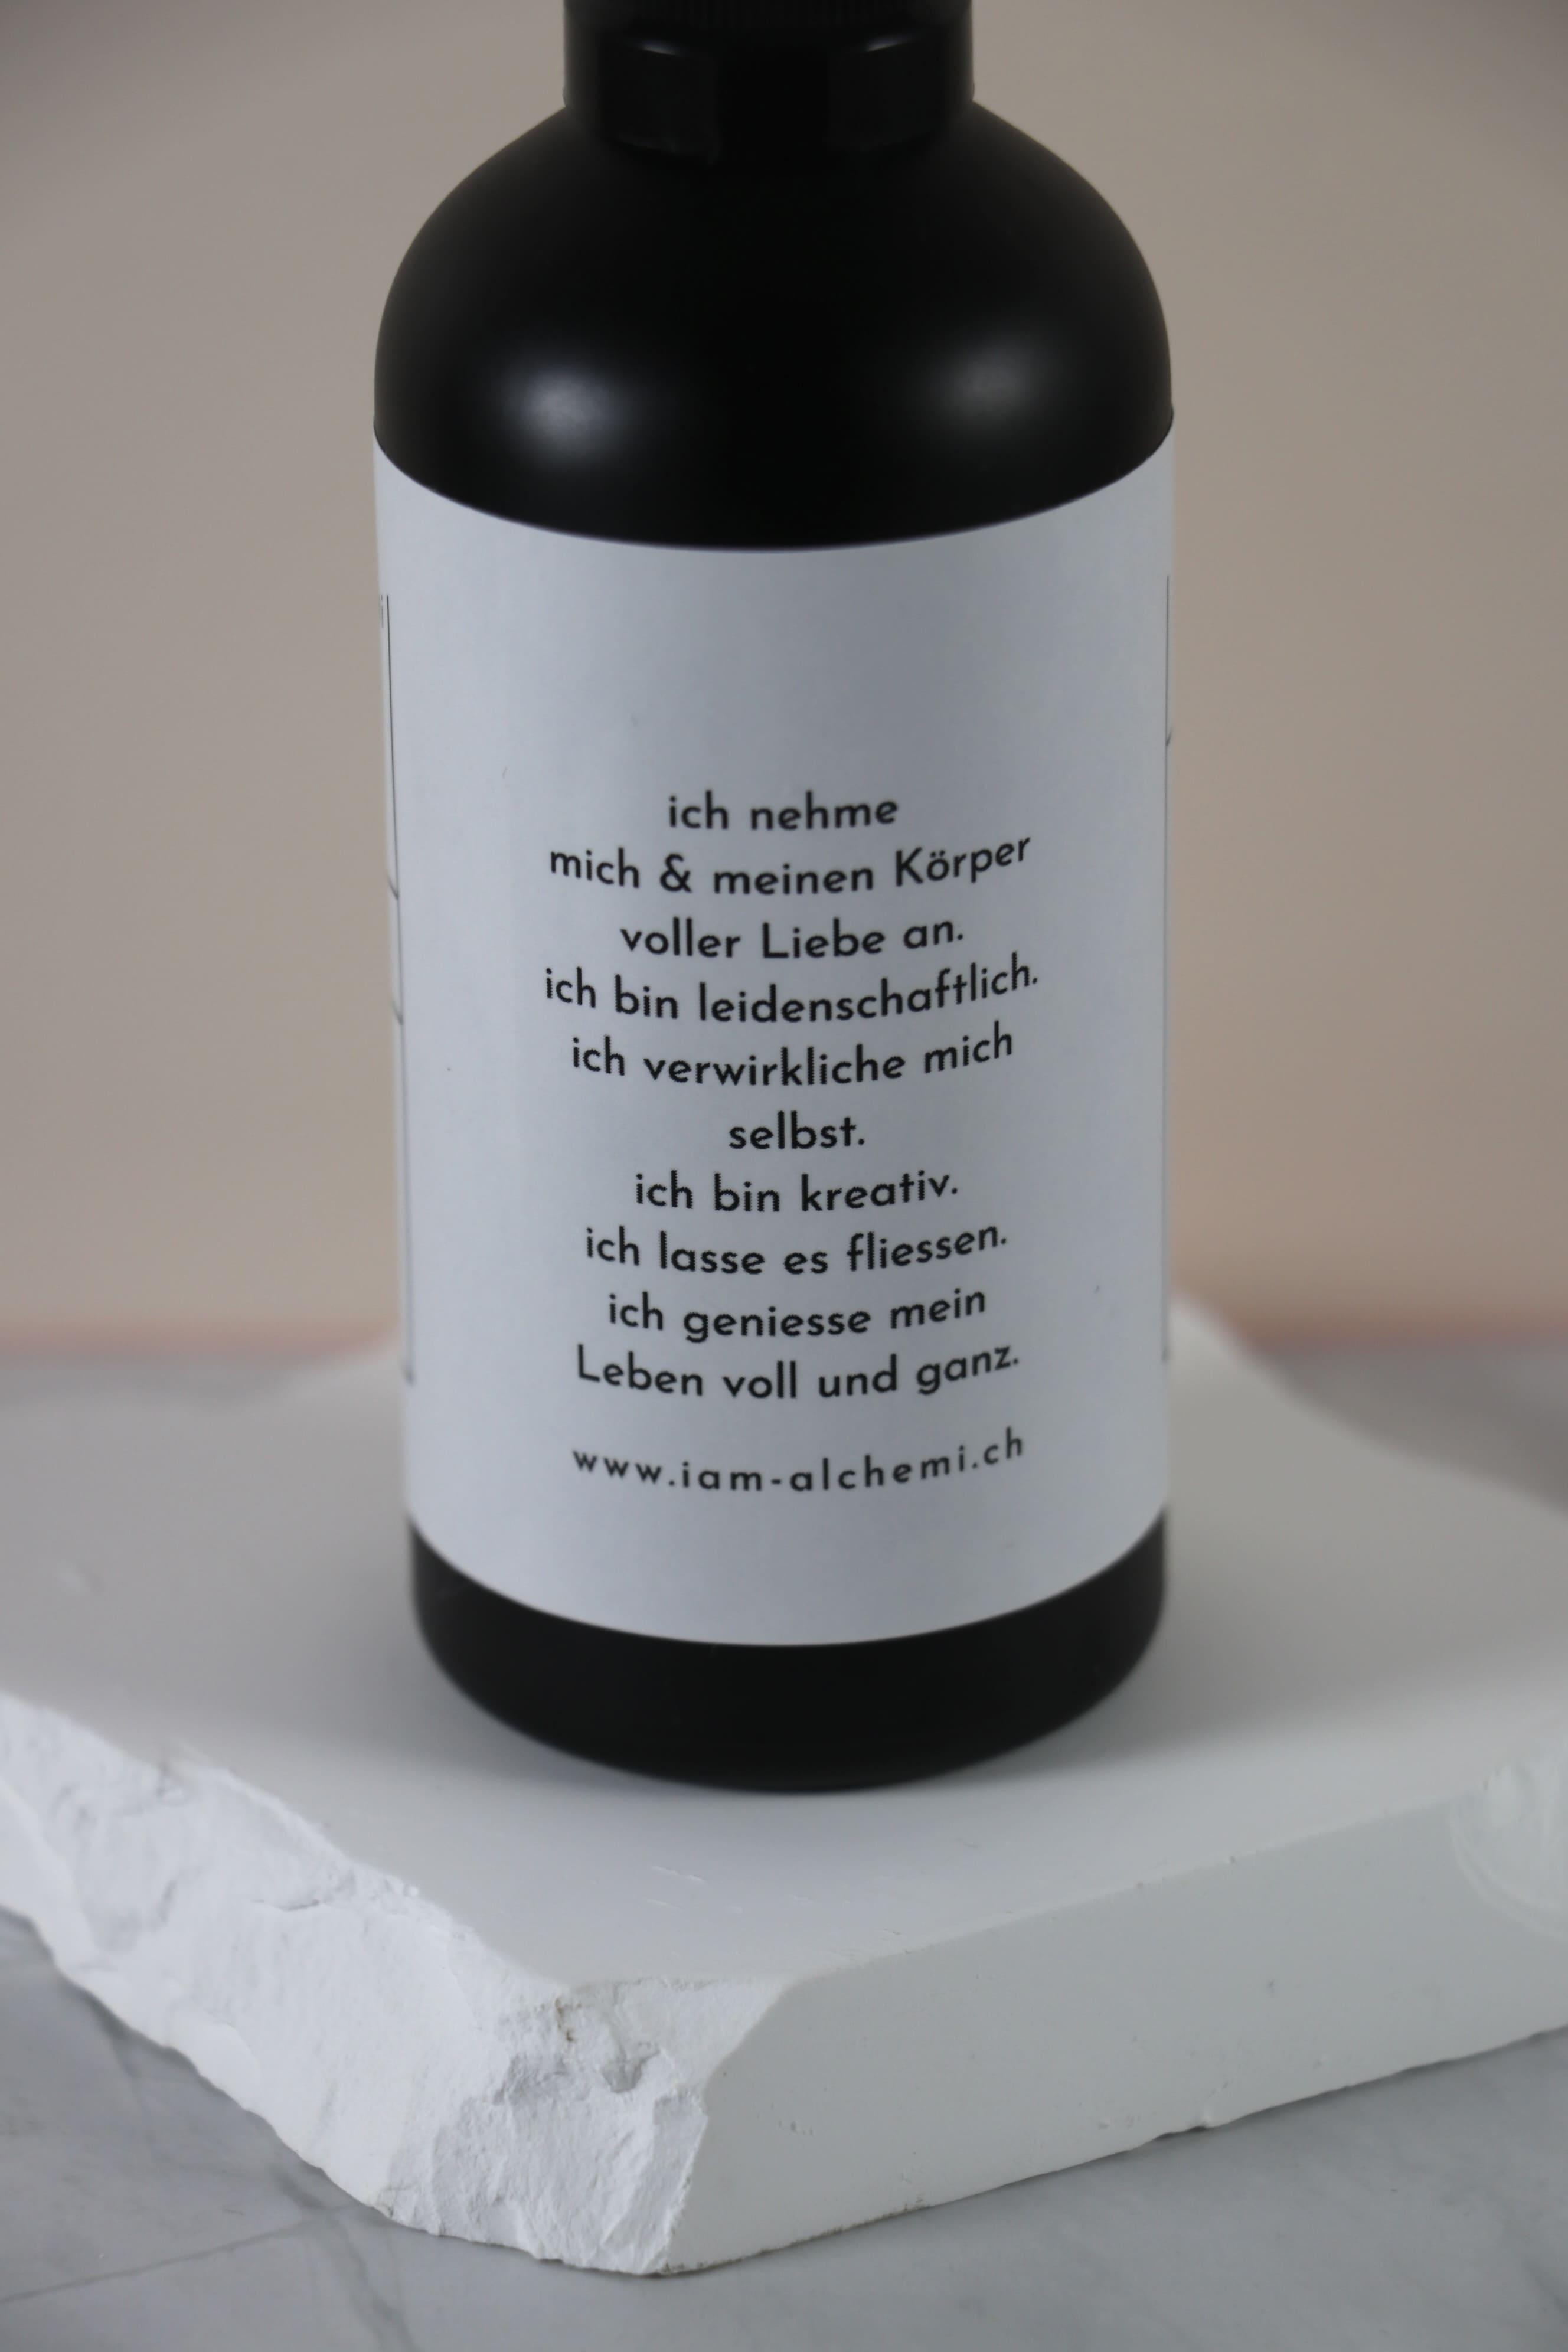 ich nehme
mich & meinen Körper
voller Liebe an.
ich bin leidenschaftlich.
ich verwirkliche mich
selbst.
ich bin kreativ.
ich lasse es fliessen.
ich geniesse mein
Leben voll und ganz.
www.iam-alchemi.ch